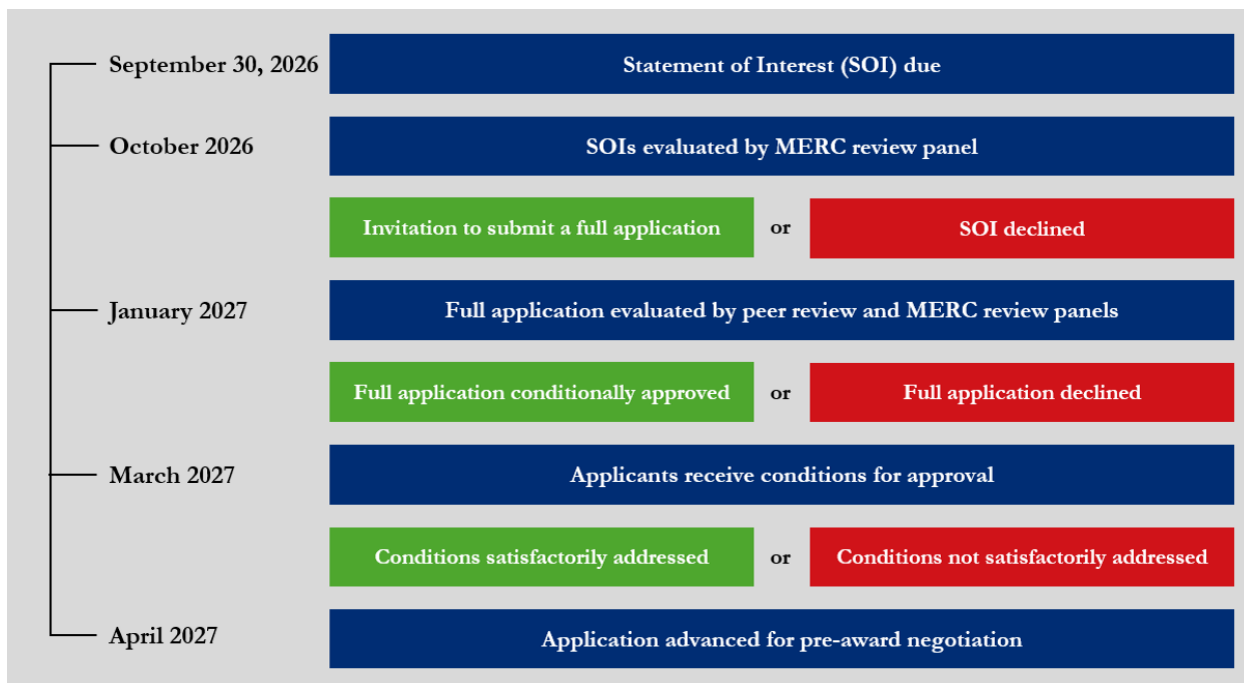 September 30, 2026 Statement of Interest (SOI) due
October 2026 SOIs evaluated by MERC review panel
Invitation to submit a full application or SOI declined
January 2027 Full application evaluated by peer review and MERC review panels
Full application conditionally approved or Full application declined
March 2027 Applicants receive conditions for approval
Conditions satisfactorily addressed or Conditions not satisfactorily addressed
April 2027 Application advanced for pre-award negotiation